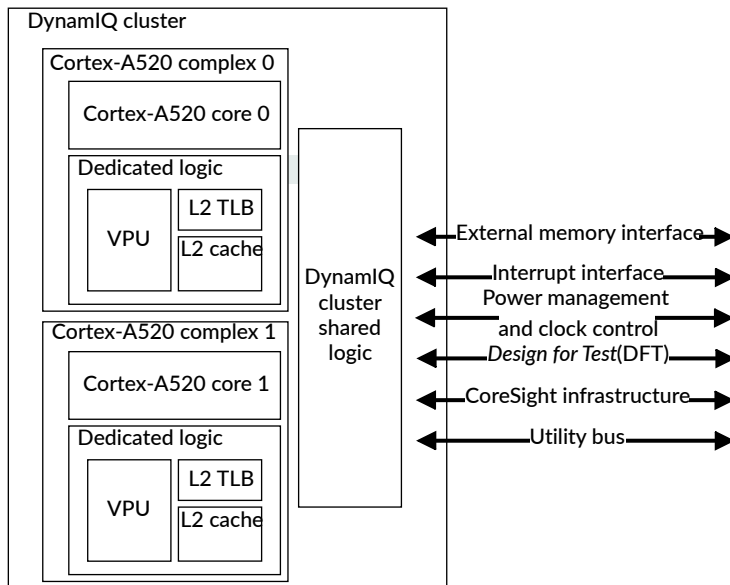 DynamIQ cluster
Cortex-A520 complex 0
Cortex-A520 core 0
Dedicated logic
VPU
L2 TLB
L2 cache
Cortex-A520 complex 1
Cortex-A520 core 1
Dedicated logic
VPU
L2 TLB
L2 cache
DynamIQ
cluster
shared
logic
External memory interface
Interrupt interface
Power management
and clock control
Design for Test(DFT)
CoreSight infrastructure
Utility bus